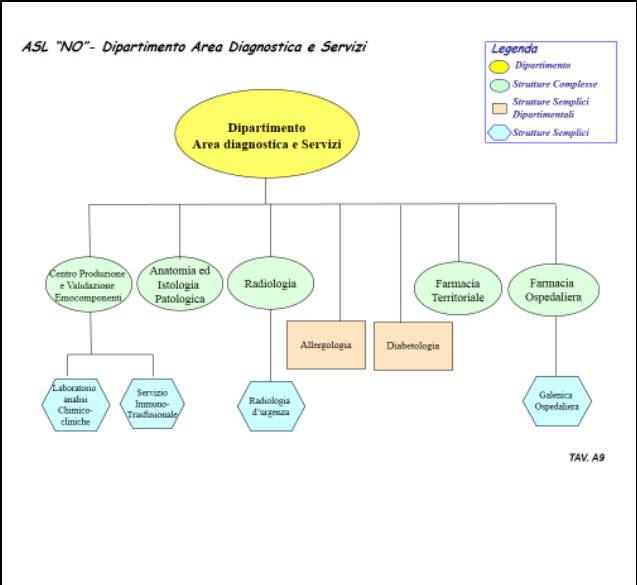 ASL "NO"- Dipartimento Area Diagnostica e Servizi
Legenda
Dipartimento
Strutture Complesse
Strutture Semplici
Dipartimentali
Strutture Semplici
Dipartimento
Area diagnostica e Servizi
Centro Produzione
e Validazione
Emocomponenti
Anatomia ed
Istologia
Patologica
Radiologia
Farmacia
Territoriale
Farmacia
Ospedaliera
Allergologia
Diabetologia
Laboratorio
analisi
Chimico-
cliniche
Servizio
Immuno-
Trasfusionale
Radiologia
d'urgenza
Galenica
Ospedaliera
TAV. A9